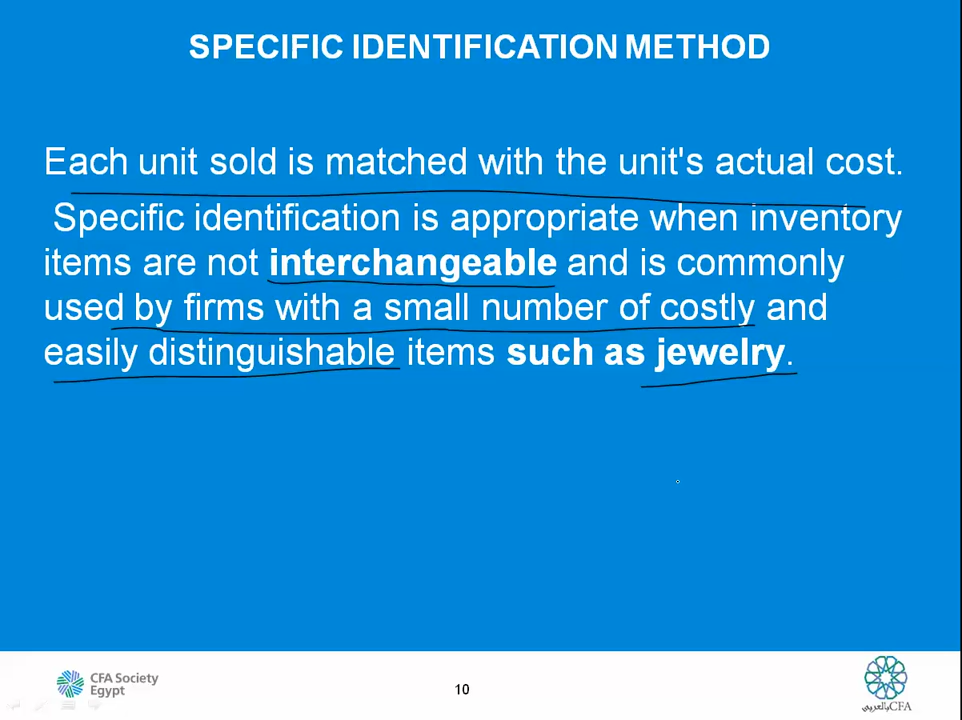 SPECIFIC IDENTIFICATION METHOD
Each unit sold is matched with the unit's actual cost.
Specific identification is appropriate when inventory
items are not interchangeable and is commonly
used by firms with a small number of costly and
easily distinguishable items such as jewelry.
CFA Society
Egypt
10
CFAبالعربي